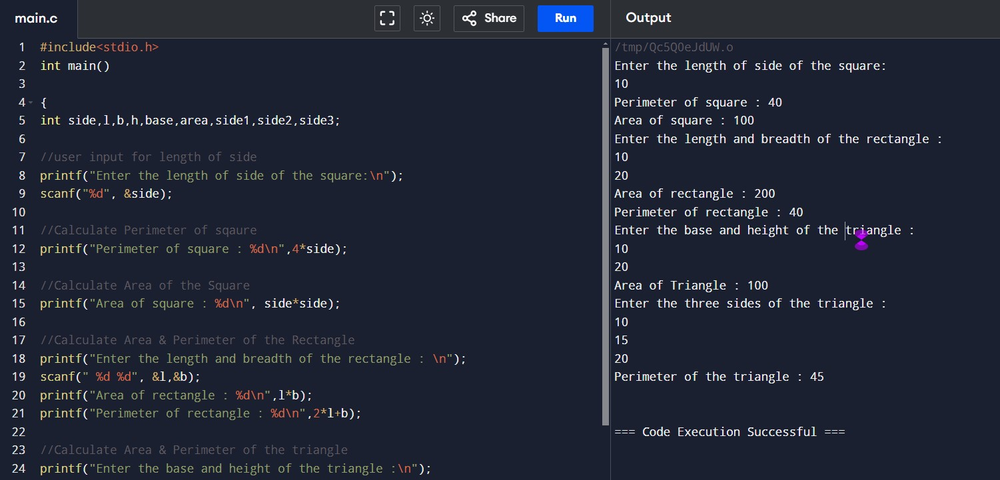 main.c
Share
Run
Output
1 #include<stdio.h>
2 int main()
3
4 {
5 int side,l,b,h,base,area,side1,side2,side3;
6
7 //user input for length of side
8 printf("Enter the length of side of the square:\n");
9 scanf("%d", &side);
10
11 //Calculate Perimeter of sqaure
12 printf("Perimeter of square : %d\n",4*side);
13
14 //Calculate Area of the Square
15 printf("Area of square : %d\n", side*side);
16
17 //Calculate Area & Perimeter of the Rectangle
18 printf("Enter the length and breadth of the rectangle : \n");
19 scanf(" %d %d", &l,&b);
20 printf("Area of rectangle : %d\n",l*b);
21 printf("Perimeter of rectangle : %d\n",2*l+b);
22
23 //Calculate Area & Perimeter of the triangle
24 printf("Enter the base and height of the triangle :\n");
/tmp/Qc5Q0eJdUW.o
Enter the length of side of the square:
10
Perimeter of square : 40
Area of square : 100
Enter the length and breadth of the rectangle :
10
20
Area of rectangle : 200
Perimeter of rectangle : 40
Enter the base and height of the triangle :
10
20
Area of Triangle : 100
Enter the three sides of the triangle :
10
15
20
Perimeter of the triangle : 45
=== Code Execution Successful ===